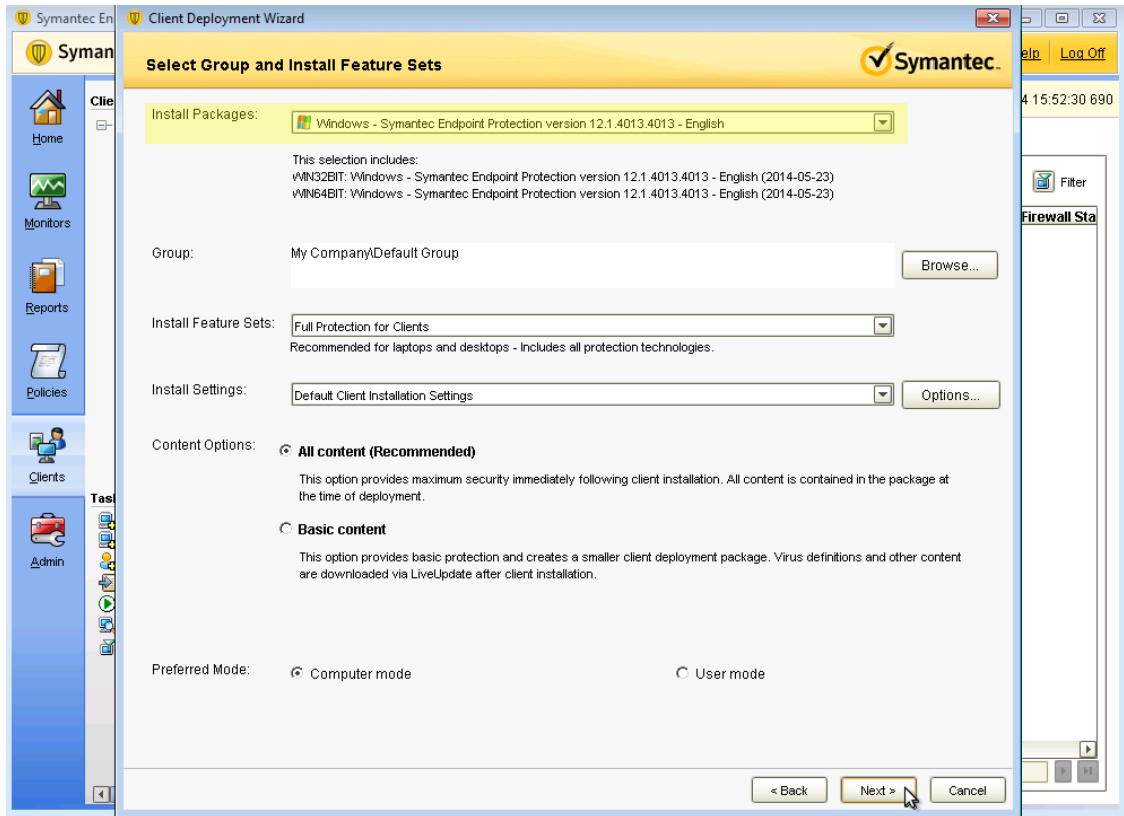 Symantec En
Client Deployment Wizard
Syman
elp Log Off
Select Group and Install Feature Sets
Symantec.
Home
Monitors
Reports
Policies
Clients
Admin
Clie
Task
4 15:52:30 690
Filter
Firewall Sta
Install Packages:
Windows - Symantec Endpoint Protection version 12.1.4013.4013 - English
This selection includes:
WIN32BIT: Windows - Symantec Endpoint Protection version 12.1.4013.4013 - English (2014-05-23)
WIN64BIT: Windows - Symantec Endpoint Protection version 12.1.4013.4013 - English (2014-05-23)
Group:
My Company\Default Group
Browse...
Install Feature Sets:
Full Protection for Clients
Recommended for laptops and desktops - Includes all protection technologies.
Install Settings:
Default Client Installation Settings
Options...
Content Options:
All content (Recommended)
This option provides maximum security immediately following client installation. All content is contained in the package at
the time of deployment.
Basic content
This option provides basic protection and creates a smaller client deployment package. Virus definitions and other content
are downloaded via LiveUpdate after client installation.
Preferred Mode:
Computer mode
User mode
< Back
Next >
Cancel